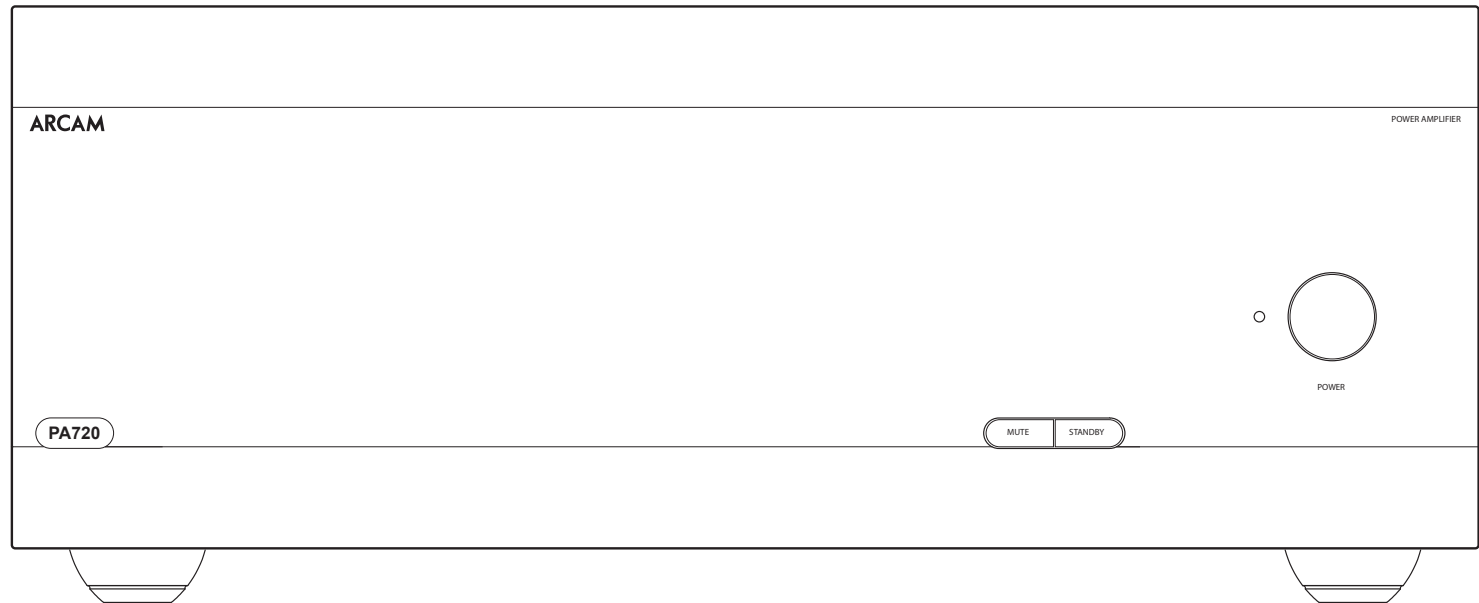 ARCAM
POWER AMPLIFIER
POWER
PA720
MUTE
STANDBY